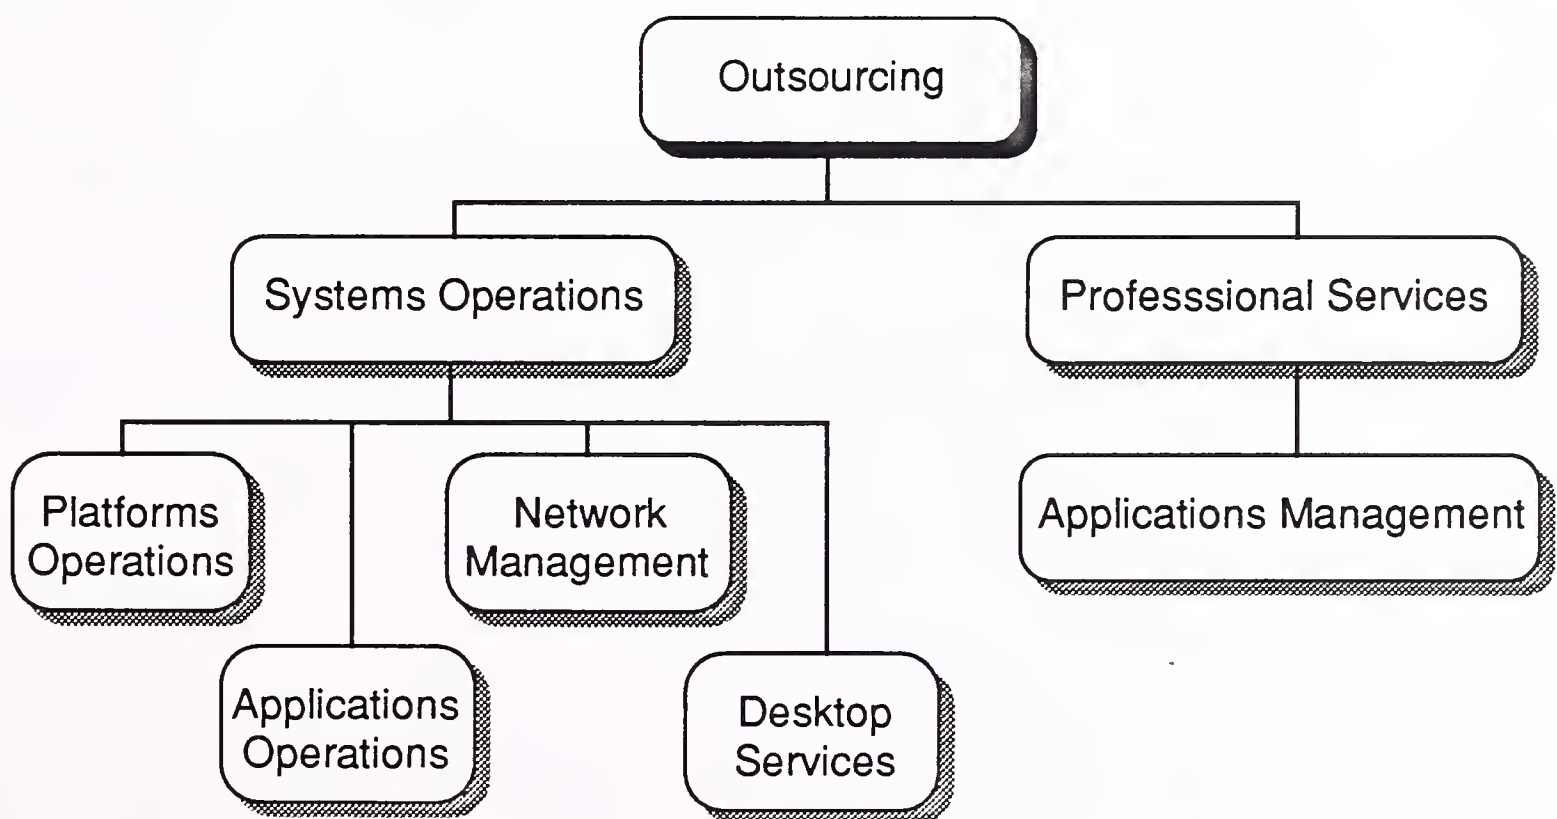 Outsourcing
Systems Operations
Professsional Services
Platforms
Operations
Network
Management
Applications Management
Applications
Operations
Desktop
Services